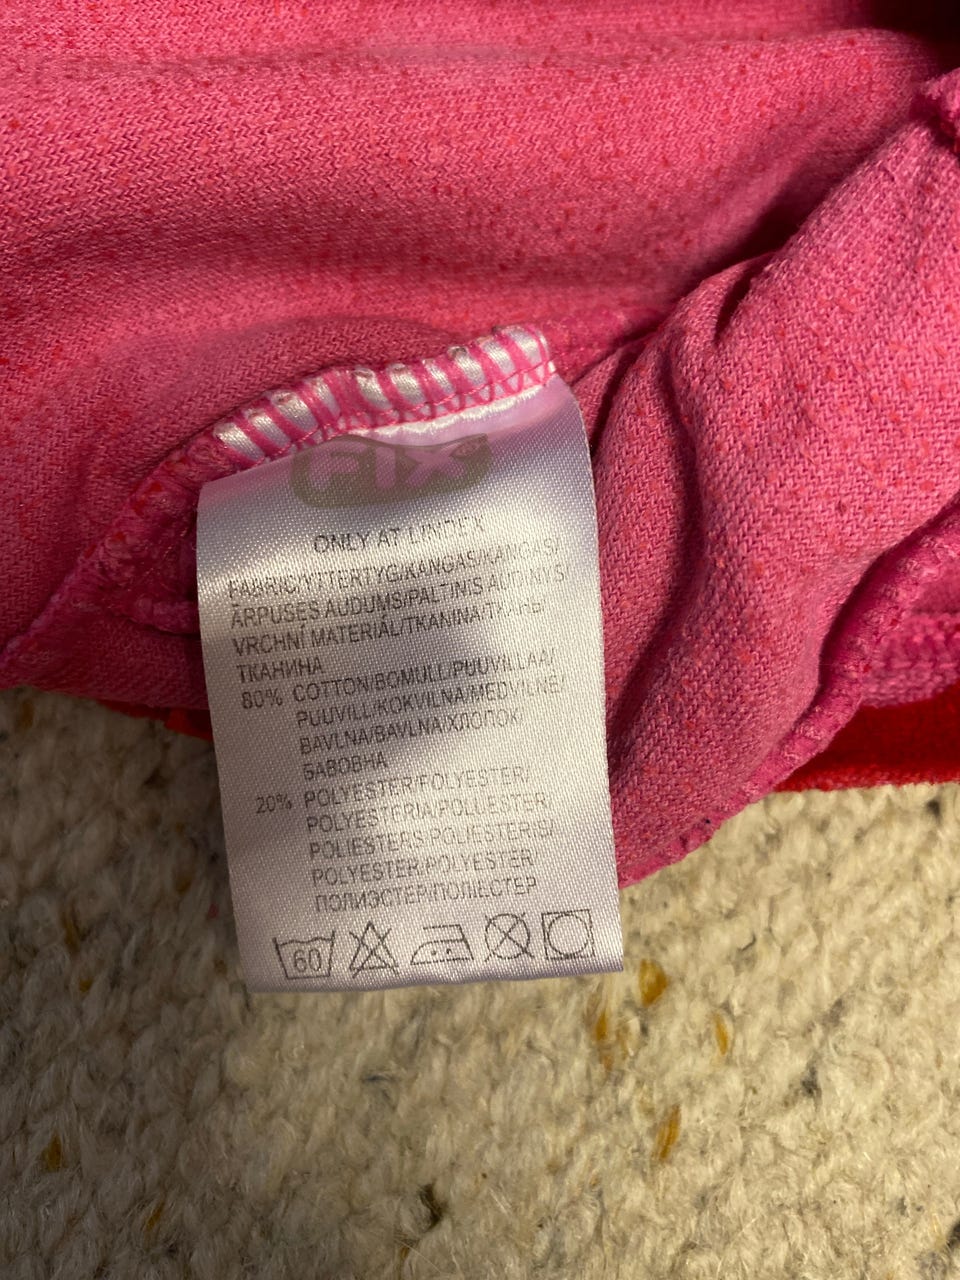 FIX
ONLY AT LINDEX
FABRIC/YTTERTYG/KANGAS/KANGAS/
ĀRPUSES AUDUMS/PALTINIS AUDINYS/
VRCHNÍ MATERIÁL/TKANINA/ТКАНЬ/
ТКАНИНА
80% COTTON/BOMULL/PUUVILLAA/
PUUVILL/KOKVILNA/MEDVILNĖ/
BAVLNA/BAVLNA/ХЛОПОК/
БАВОВНА
20% POLYESTER/POLYESTER/
POLYESTERIA/POLÜESTER/
POLIESTERS/POLIESTERIS/
POLYESTER/POLYESTER/
ПОЛИЭСТЕР/ПОЛІЕСТЕР
60